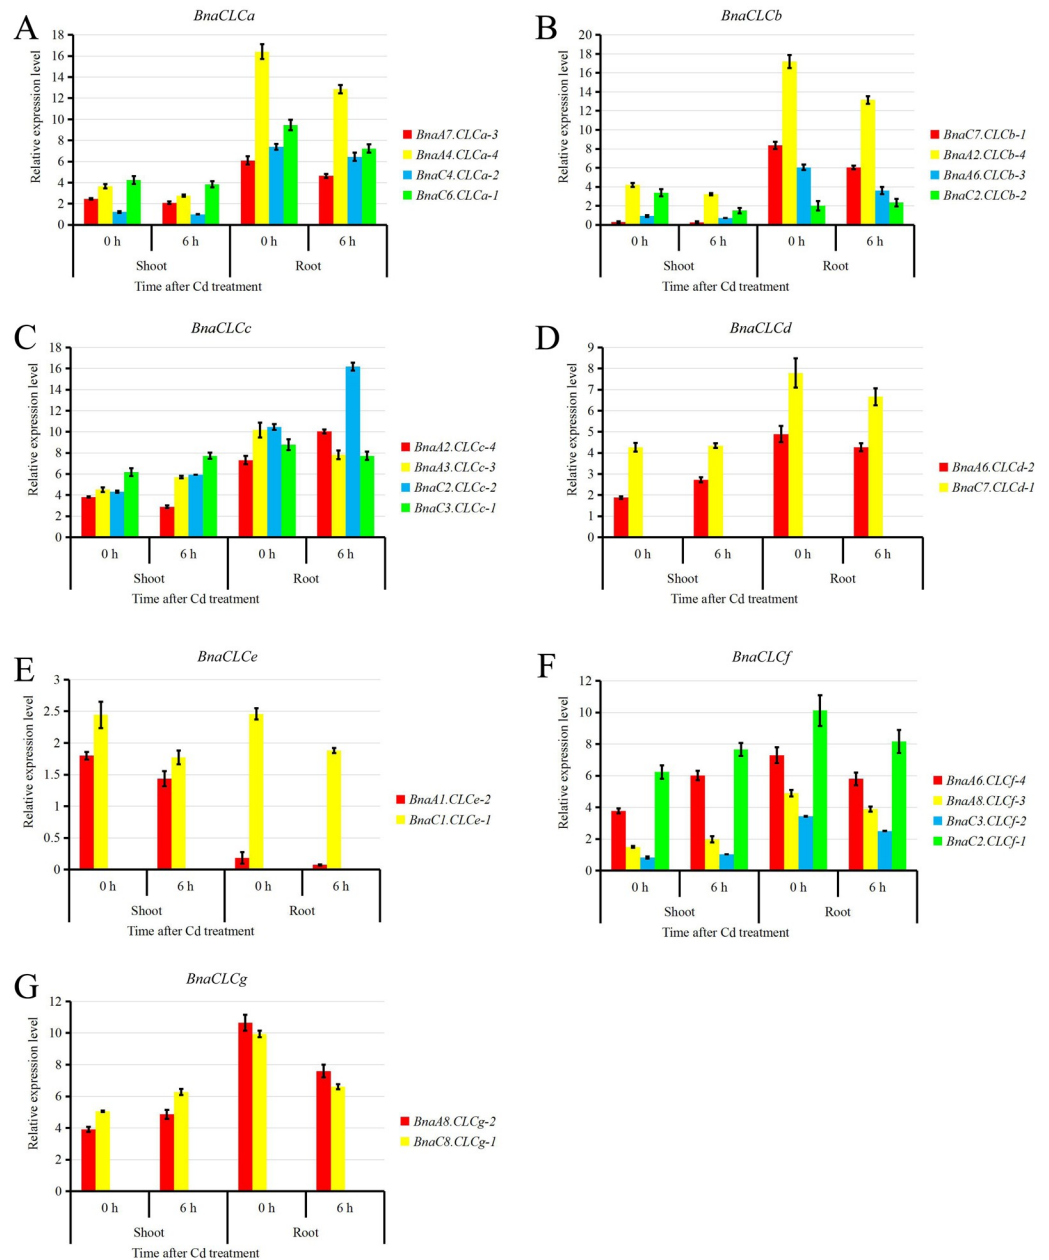 A
BnaCLCa
Relative expression level
18
16
14
12
10
8
6
4
2
0
0 h
6 h
0 h
6 h
Shoot
Root
Time after Cd treatment
BnaA7.CLCa-3
BnaA4.CLCa-4
BnaC4.CLCa-2
BnaC6.CLCa-1
B
BnaCLCb
Relative expression level
20
18
16
14
12
10
8
6
4
2
0
0 h
6 h
0 h
6 h
Shoot
Root
Time after Cd treatment
BnaC7.CLCb-1
BnaA2.CLCb-4
BnaA6.CLCb-3
BnaC2.CLCb-2
C
BnaCLCc
Relative expression level
18
16
14
12
10
8
6
4
2
0
0 h
6 h
0 h
6 h
Shoot
Root
Time after Cd treatment
BnaA2.CLCc-4
BnaA3.CLCc-3
BnaC2.CLCc-2
BnaC3.CLCc-1
D
BnaCLCd
Relative expression level
9
8
7
6
5
4
3
2
1
0
0 h
6 h
0 h
6 h
Shoot
Root
Time after Cd treatment
BnaA6.CLCd-2
BnaC7.CLCd-1
E
BnaCLCe
Relative expression level
3
2.5
2
1.5
1
0.5
0
0 h
6 h
0 h
6 h
Shoot
Root
Time after Cd treatment
BnaA1.CLCe-2
BnaC1.CLCe-1
F
BnaCLCf
Relative expression level
12
10
8
6
4
2
0
0 h
6 h
0 h
6 h
Shoot
Root
Time after Cd treatment
BnaA6.CLCf-4
BnaA8.CLCf-3
BnaC3.CLCf-2
BnaC2.CLCf-1
G
BnaCLCg
Relative expression level
12
10
8
6
4
2
0
0 h
6 h
0 h
6 h
Shoot
Root
Time after Cd treatment
BnaA8.CLCg-2
BnaC8.CLCg-1